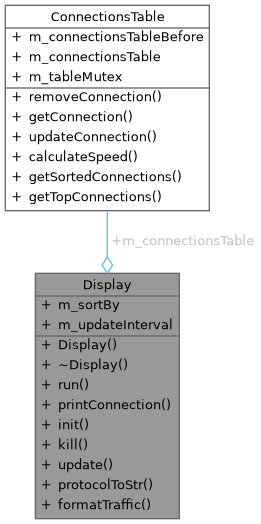 ConnectionsTable
+ m_connectionsTableBefore
+ m_connectionsTable
+ m_tableMutex
+ removeConnection()
+ getConnection()
+ updateConnection()
+ calculateSpeed()
+ getSortedConnections()
+ getTopConnections()
+m_connectionsTable
Display
+ m_sortBy
+ m_updateInterval
+ Display()
+ ~Display()
+ run()
+ printConnection()
+ init()
+ kill()
+ update()
+ protocolToStr()
+ formatTraffic()